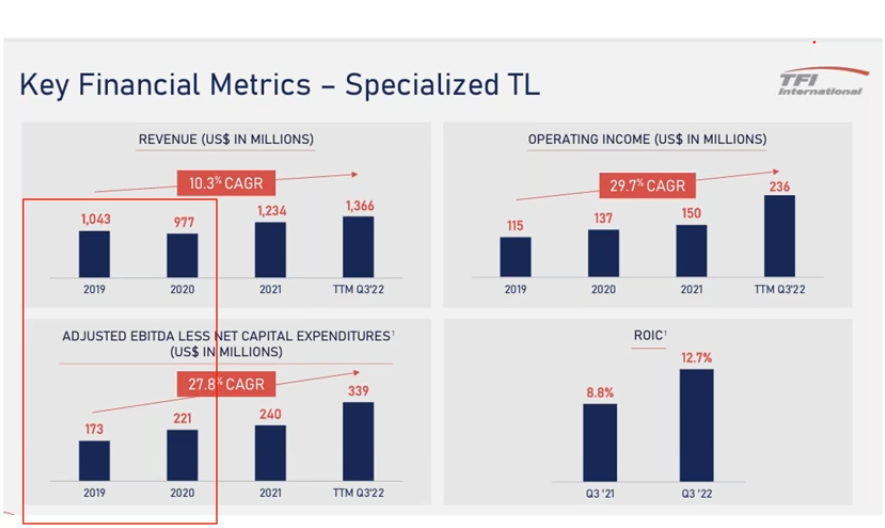 Key Financial Metrics – Specialized TL
TFI
International
REVENUE (US$ IN MILLIONS)
10.3% CAGR
1,043
977
1,234
1,366
2019
2020
2021
TTM Q3'22
OPERATING INCOME (US$ IN MILLIONS)
29.7% CAGR
115
137
150
236
2019
2020
2021
TTM Q3'22
ADJUSTED EBITDA LESS NET CAPITAL EXPENDITURES¹
(US$ IN MILLIONS)
27.8% CAGR
173
221
240
339
2019
2020
2021
TTM Q3'22
ROIC¹
8.8%
12.7%
Q3 '21
Q3 '22